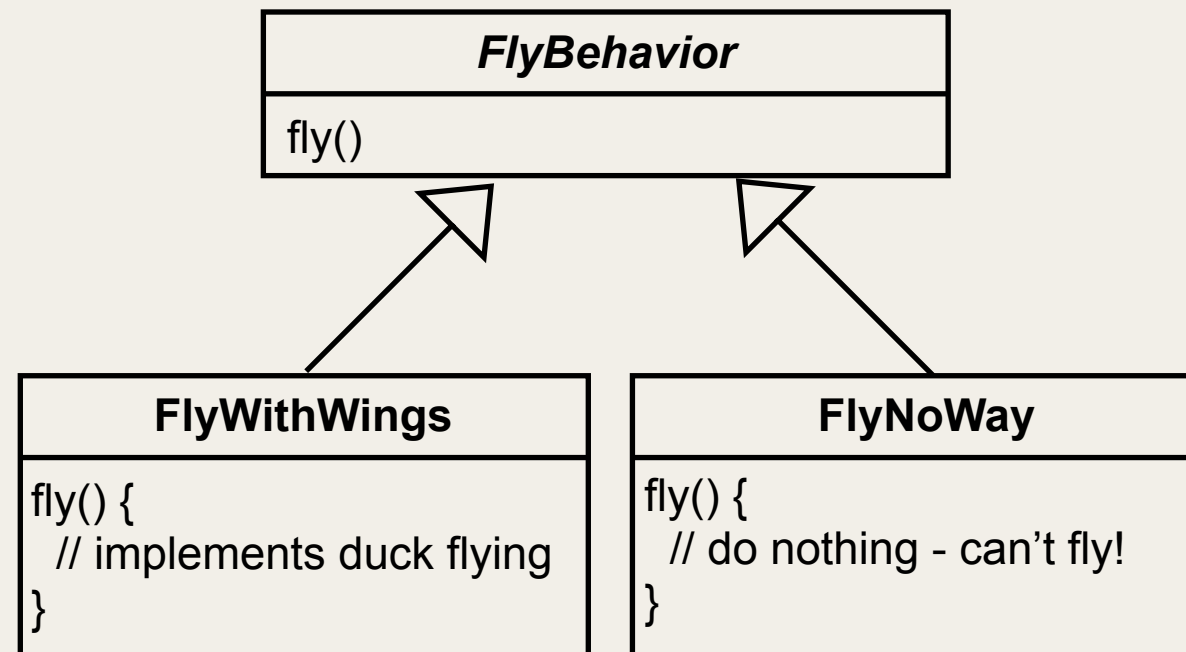 FlyBehavior
fly()
FlyWithWings
fly() {
// implements duck flying
}
FlyNoWay
fly() {
// do nothing - can’t fly!
}